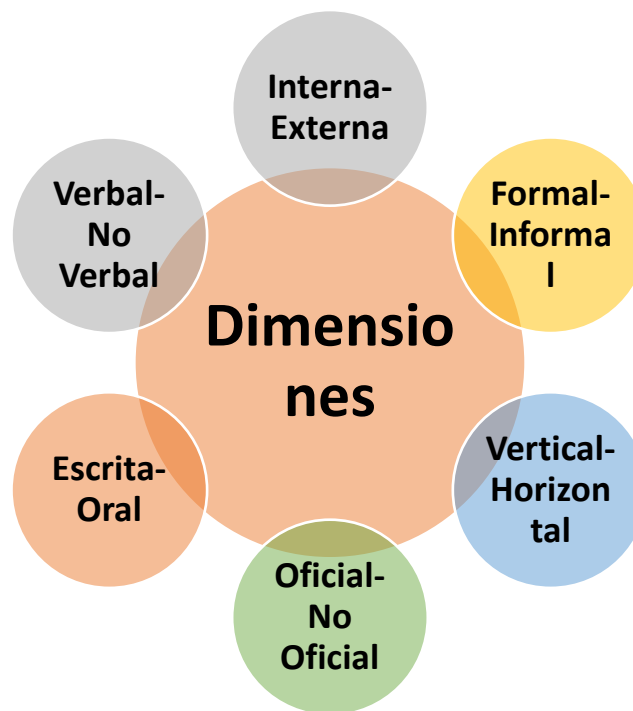 Interna-
Externa
Formal-
Informa
l
Vertical-
Horizon
tal
Oficial-
No
Oficial
Escrita-
Oral
Verbal-
No
Verbal
Dimensio
nes